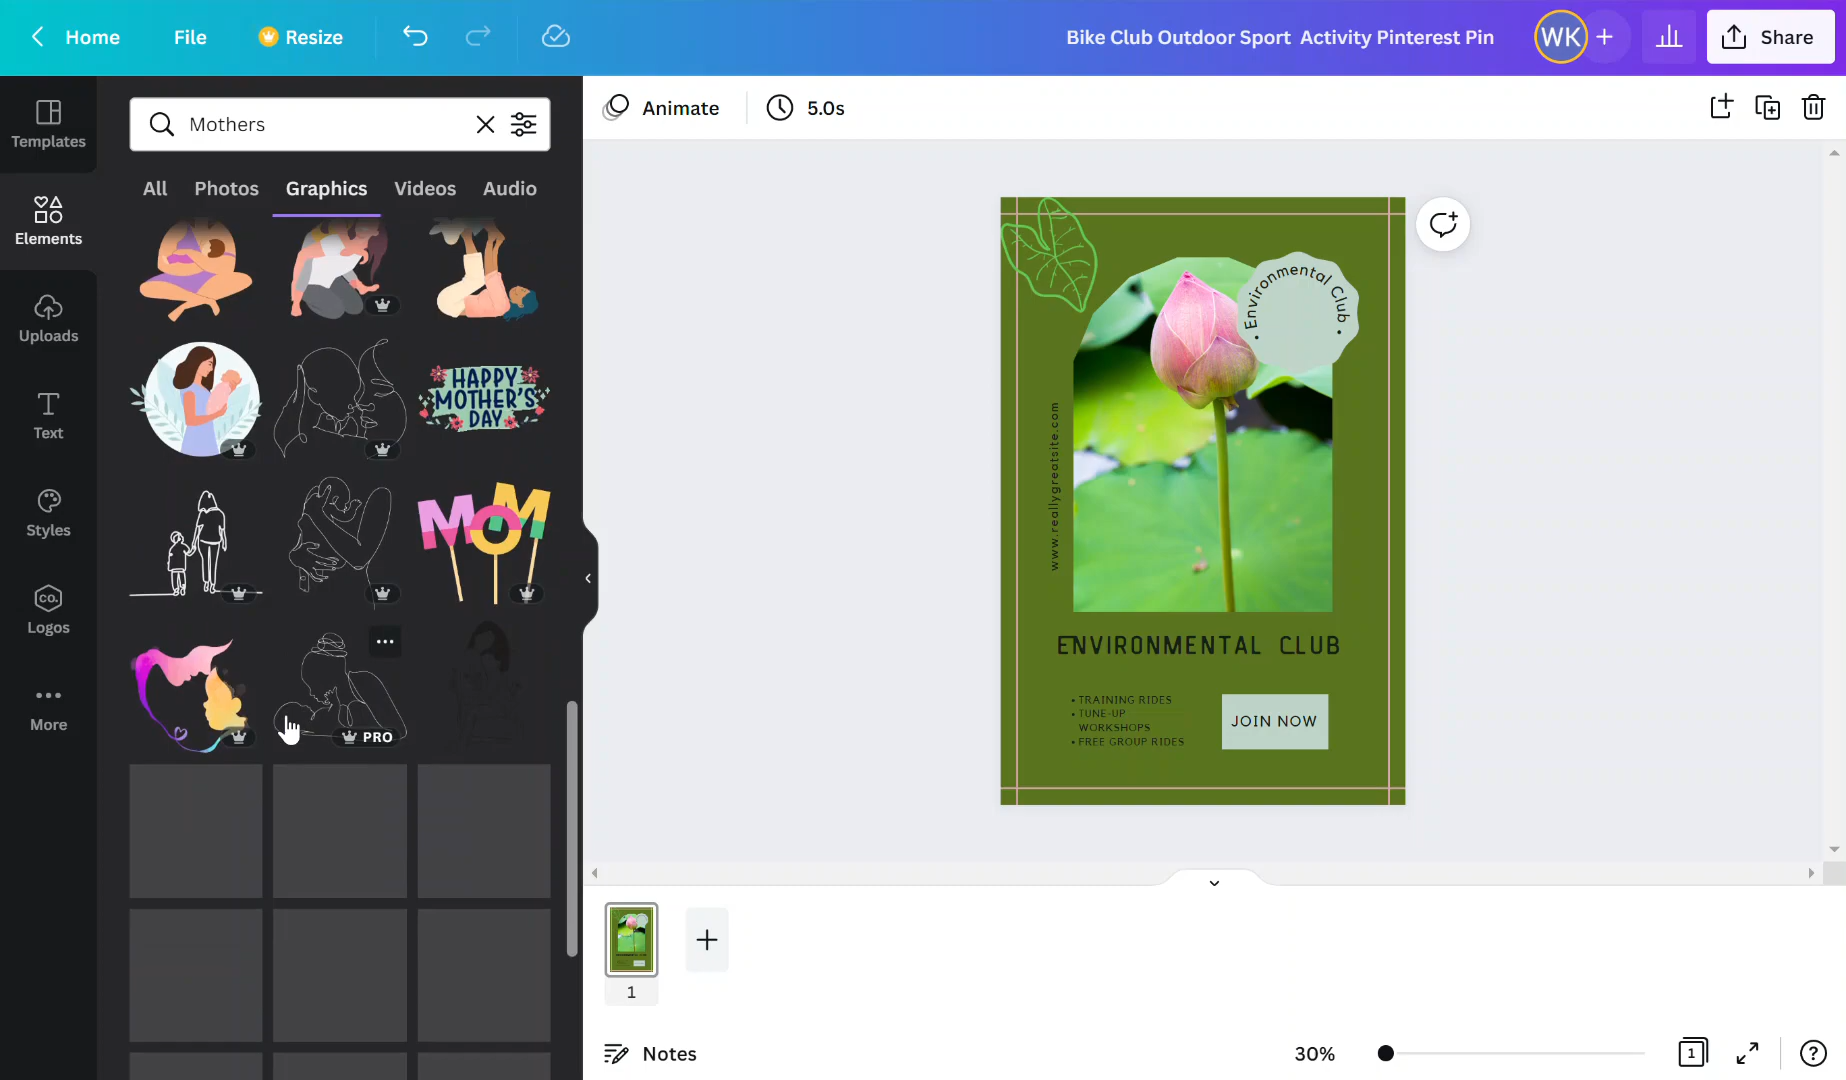 Home
File
Resize
Bike Club Outdoor Sport Activity Pinterest Pin
WK
Share
Templates
Elements
Uploads
Text
Styles
CO.
Logos
More
Mothers
All
Photos
Graphics
Videos
Audio
HAPPY
MOTHER'S
DAY
MOM
PRO
Animate
5.0s
• Environmental Club •
www.reallygreatsite.com
ENVIRONMENTAL CLUB
• TRAINING RIDES
• TUNE-UP
WORKSHOPS
• FREE GROUP RIDES
JOIN NOW
1
Notes
30%
1